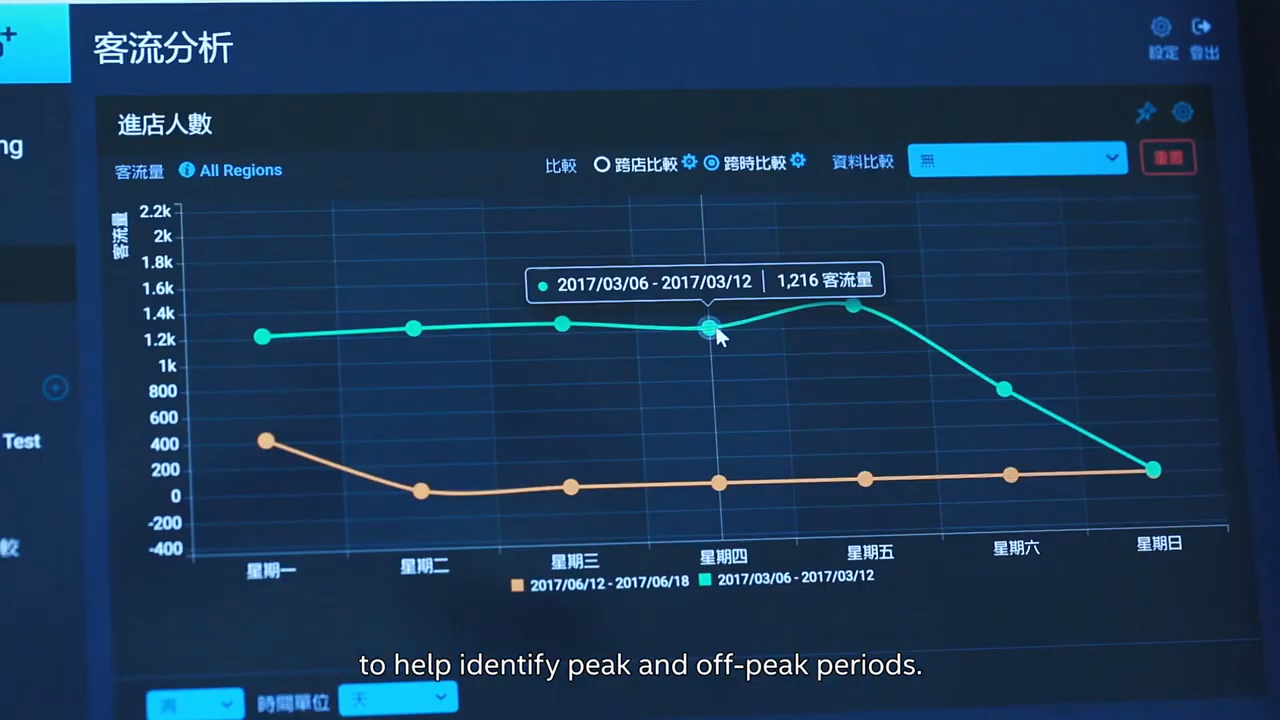 客流分析
設定 登出
ng
進店人數
客流量 All Regions
比較 跨店比較 跨時比較 資料比較 無 重置
客流量
2.2k
2k
1.8k
1.6k
1.4k
1.2k
1k
800
600
400
200
0
-200
-400
2017/03/06 - 2017/03/12 | 1,216 客流量
Test
較
星期一 星期二 星期三 星期四 星期五 星期六 星期日
2017/06/12 - 2017/06/18 2017/03/06 - 2017/03/12
to help identify peak and off-peak periods.
時間單位 天